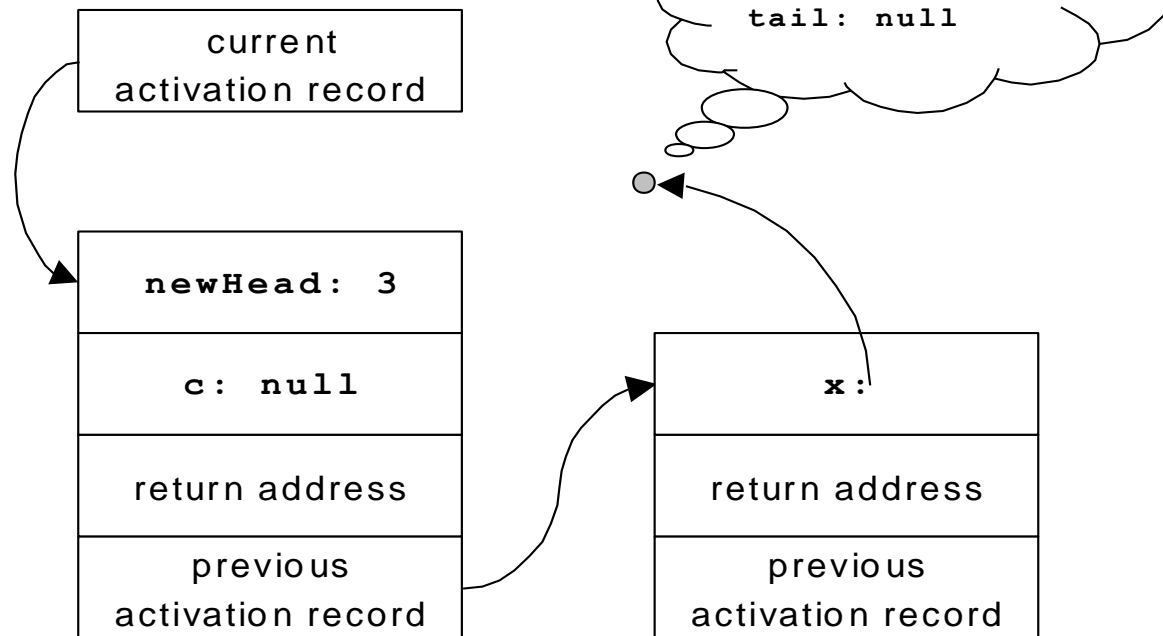 current
activation record
tail: null
newHead: 3
c: null
return address
previous
activation record
x:
return address
previous
activation record